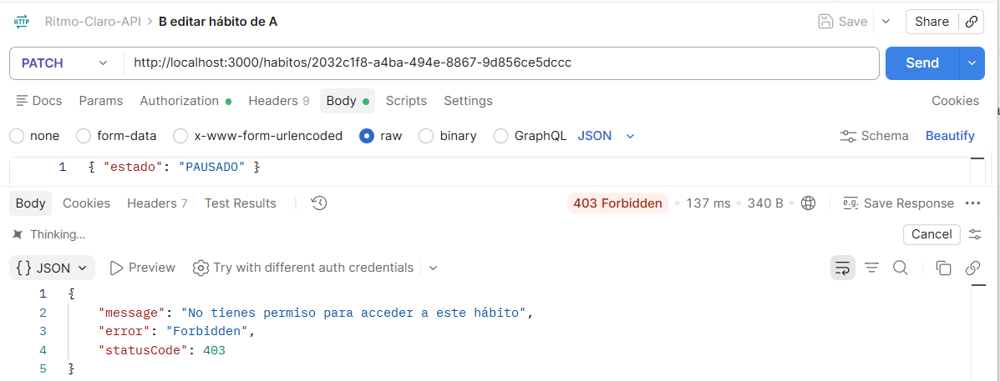 HTTP Ritmo-Claro-API > B editar hábito de A Save Share
PATCH http://localhost:3000/habitos/2032c1f8-a4ba-494e-8867-9d856ce5dccc Send
Docs Params Authorization Headers 9 Body Scripts Settings Cookies
none form-data x-www-form-urlencoded raw binary GraphQL JSON Schema Beautify
1 { "estado": "PAUSADO" }
Body Cookies Headers 7 Test Results 403 Forbidden • 137 ms • 340 B • e.g. Save Response
Thinking... Cancel
{} JSON Preview Try with different auth credentials
1 {
2 "message": "No tienes permiso para acceder a este hábito",
3 "error": "Forbidden",
4 "statusCode": 403
5 }